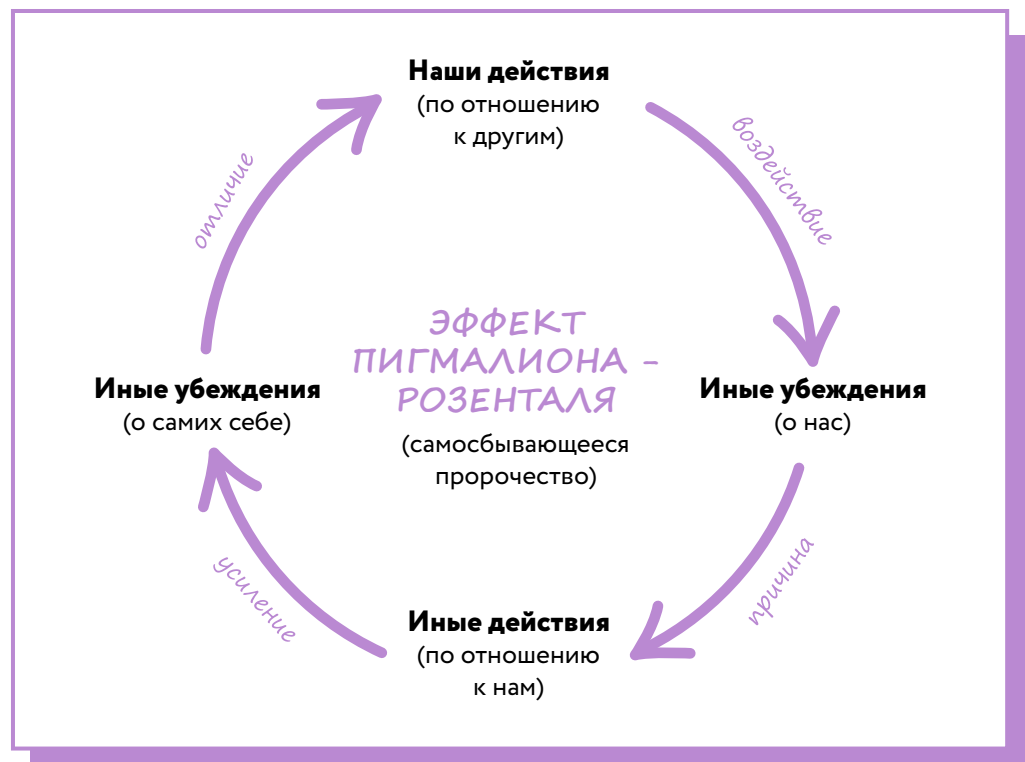 Наши действия
(по отношению
к другим)
воздействие
Иные убеждения
(о нас)
причина
Иные действия
(по отношению
к нам)
усиление
Иные убеждения
(о самих себе)
отличие
ЭФФЕКТ
ПИГМАЛИОНА –
РОЗЕНТАЛЯ
(самосбывающееся
пророчество)